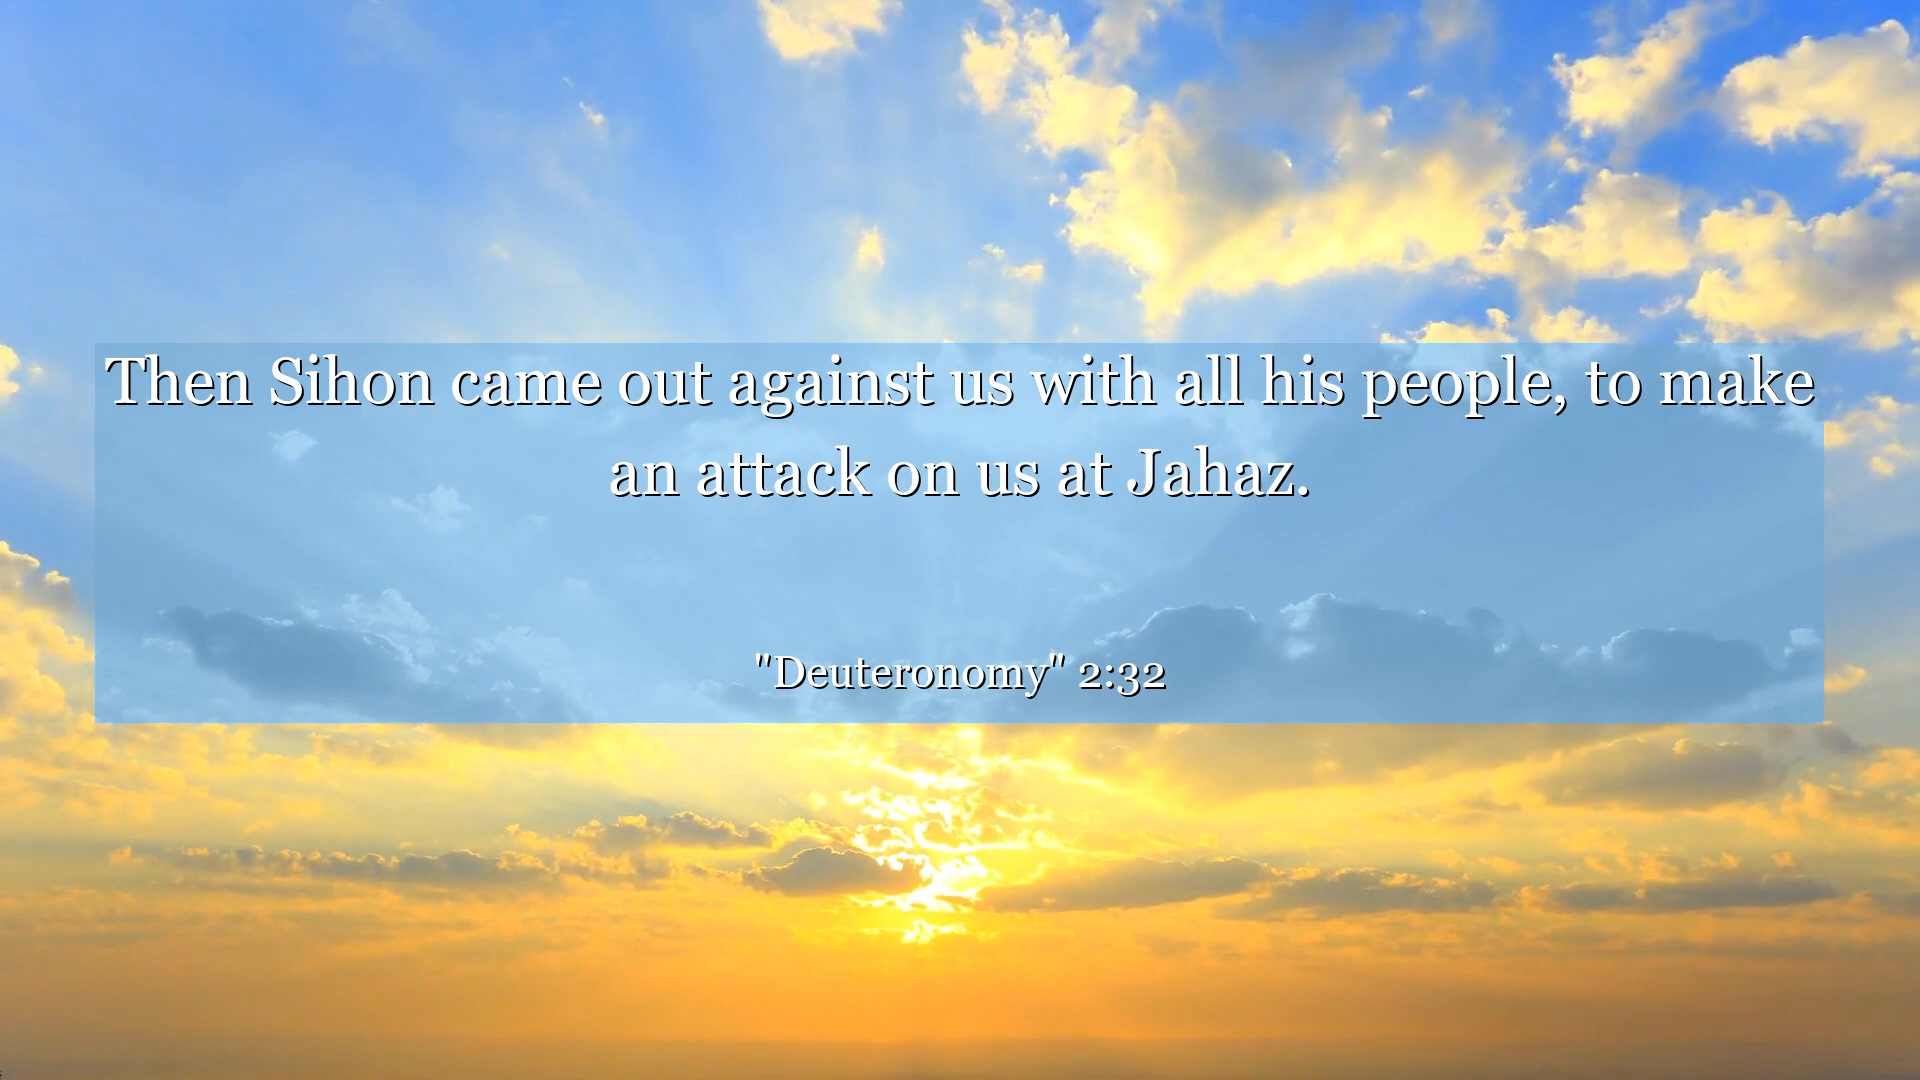 Then Sihon came out against us with all his people, to make
an attack on us at Jahaz.
"Deuteronomy" 2:32